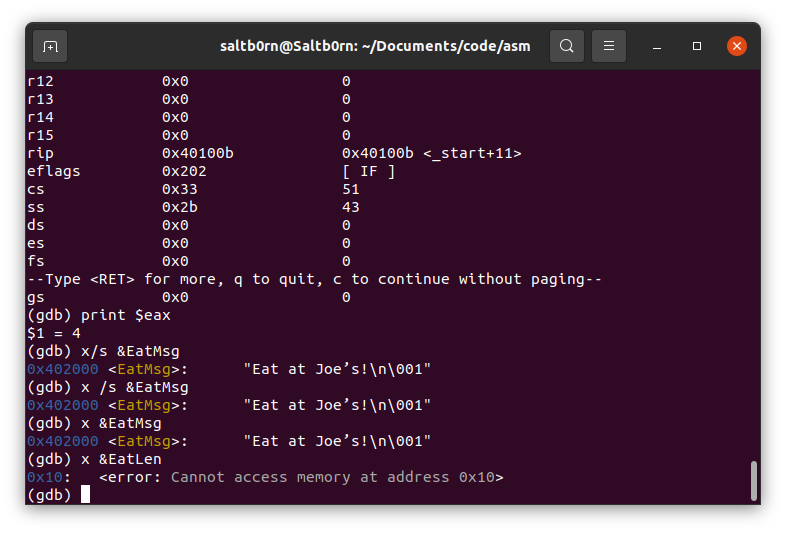 saltb0rn@Saltb0rn: ~/Documents/code/asm
r12 0x0 0
r13 0x0 0
r14 0x0 0
r15 0x0 0
rip 0x40100b 0x40100b <_start+11>
eflags 0x202 [ IF ]
cs 0x33 51
ss 0x2b 43
ds 0x0 0
es 0x0 0
fs 0x0 0
--Type <RET> for more, q to quit, c to continue without paging--
gs 0x0 0
(gdb) print $eax
$1 = 4
(gdb) x/s &EatMsg
0x402000 <EatMsg>: "Eat at Joe’s!\n\001"
(gdb) x /s &EatMsg
0x402000 <EatMsg>: "Eat at Joe’s!\n\001"
(gdb) x &EatMsg
0x402000 <EatMsg>: "Eat at Joe’s!\n\001"
(gdb) x &EatLen
0x10: <error: Cannot access memory at address 0x10>
(gdb)